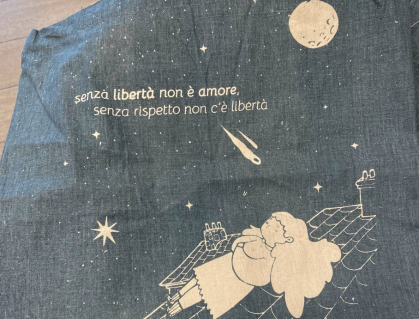 senza libertà non è amore,
senza rispetto non c'è libertà